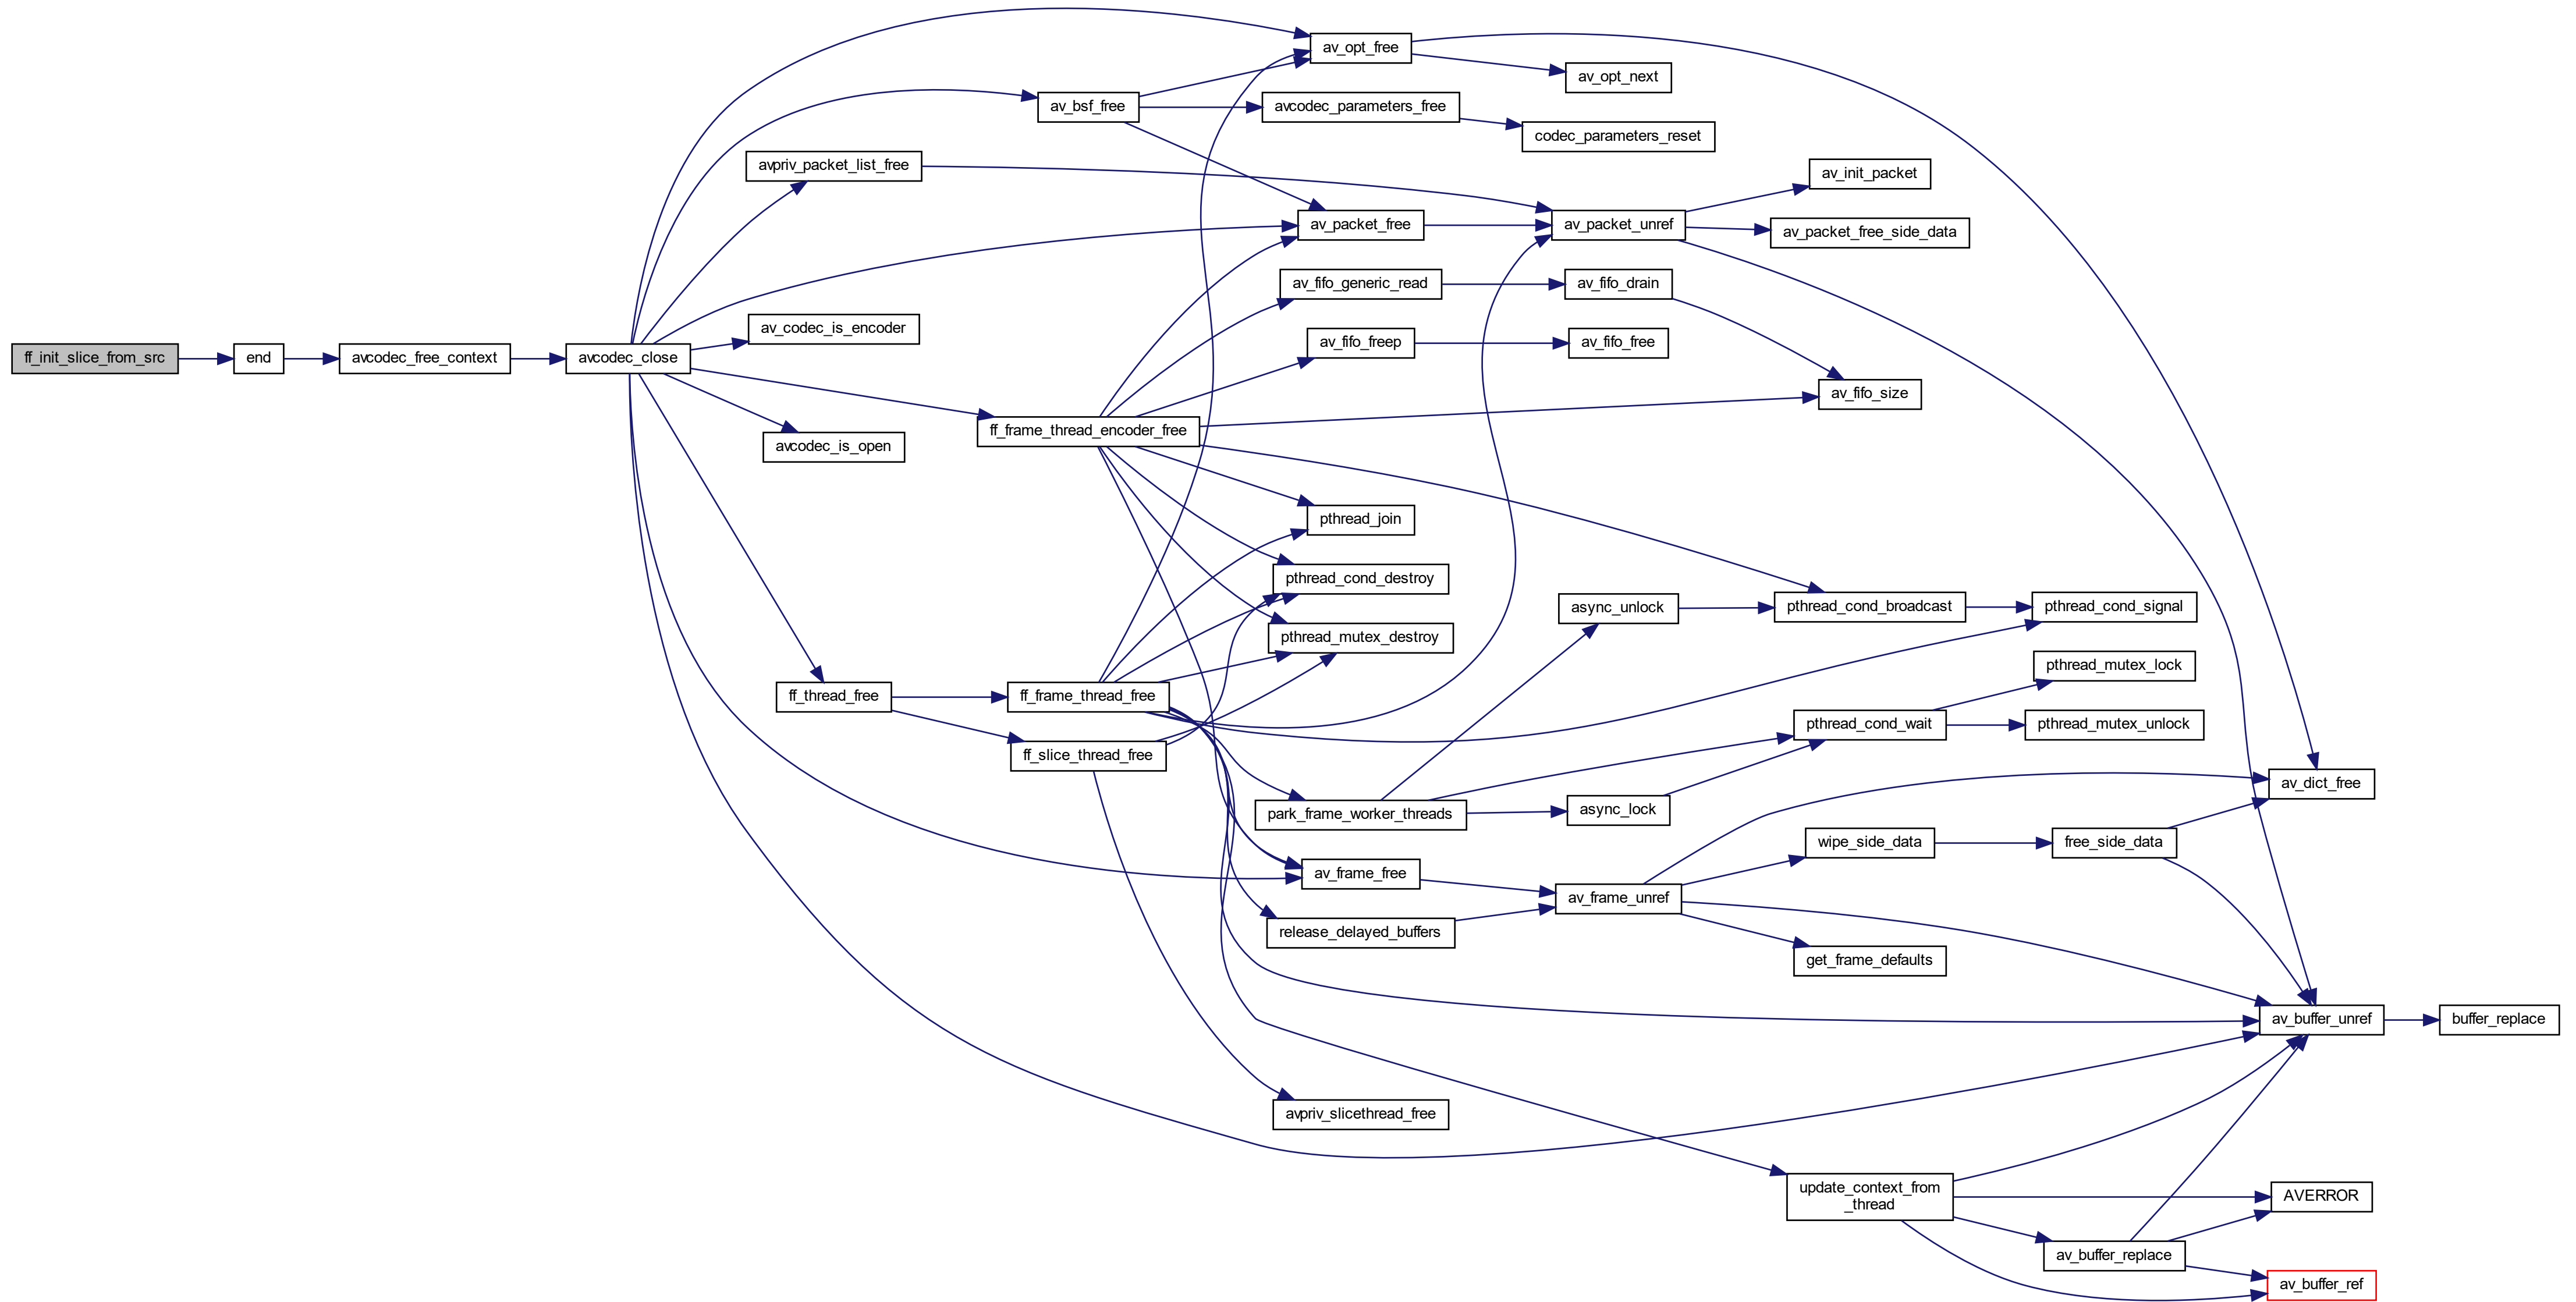 ff_init_slice_from_src
end
avcodec_free_context
avcodec_close
av_opt_free
av_opt_next
av_bsf_free
avcodec_parameters_free
codec_parameters_reset
avpriv_packet_list_free
av_init_packet
av_packet_free
av_packet_unref
av_packet_free_side_data
av_codec_is_encoder
av_fifo_generic_read
av_fifo_drain
av_fifo_freep
av_fifo_free
av_fifo_size
ff_frame_thread_encoder_free
avcodec_is_open
pthread_join
pthread_cond_destroy
async_unlock
pthread_cond_broadcast
pthread_cond_signal
pthread_mutex_destroy
pthread_mutex_lock
ff_thread_free
ff_frame_thread_free
pthread_cond_wait
pthread_mutex_unlock
ff_slice_thread_free
av_dict_free
park_frame_worker_threads
async_lock
wipe_side_data
free_side_data
av_frame_free
av_frame_unref
release_delayed_buffers
get_frame_defaults
av_buffer_unref
buffer_replace
avpriv_slicethread_free
update_context_from
_thread
AVERROR
av_buffer_replace
av_buffer_ref